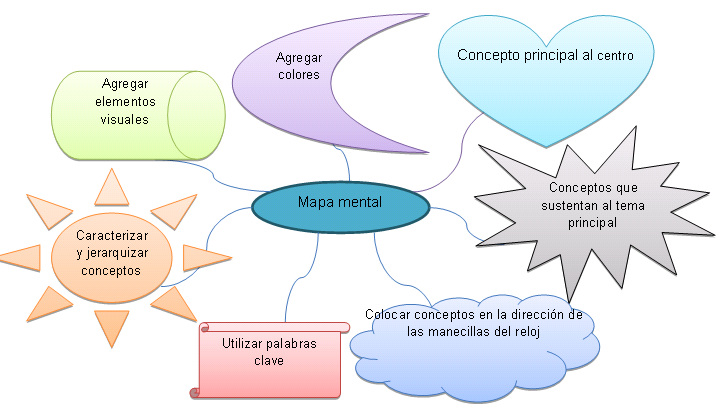 Agregar
colores
Concepto principal al centro
Agregar
elementos
visuales
Mapa mental
Conceptos que
sustentan al tema
principal
Caracterizar
y jerarquizar
conceptos
Colocar conceptos en la dirección de
las manecillas del reloj
Utilizar palabras
clave